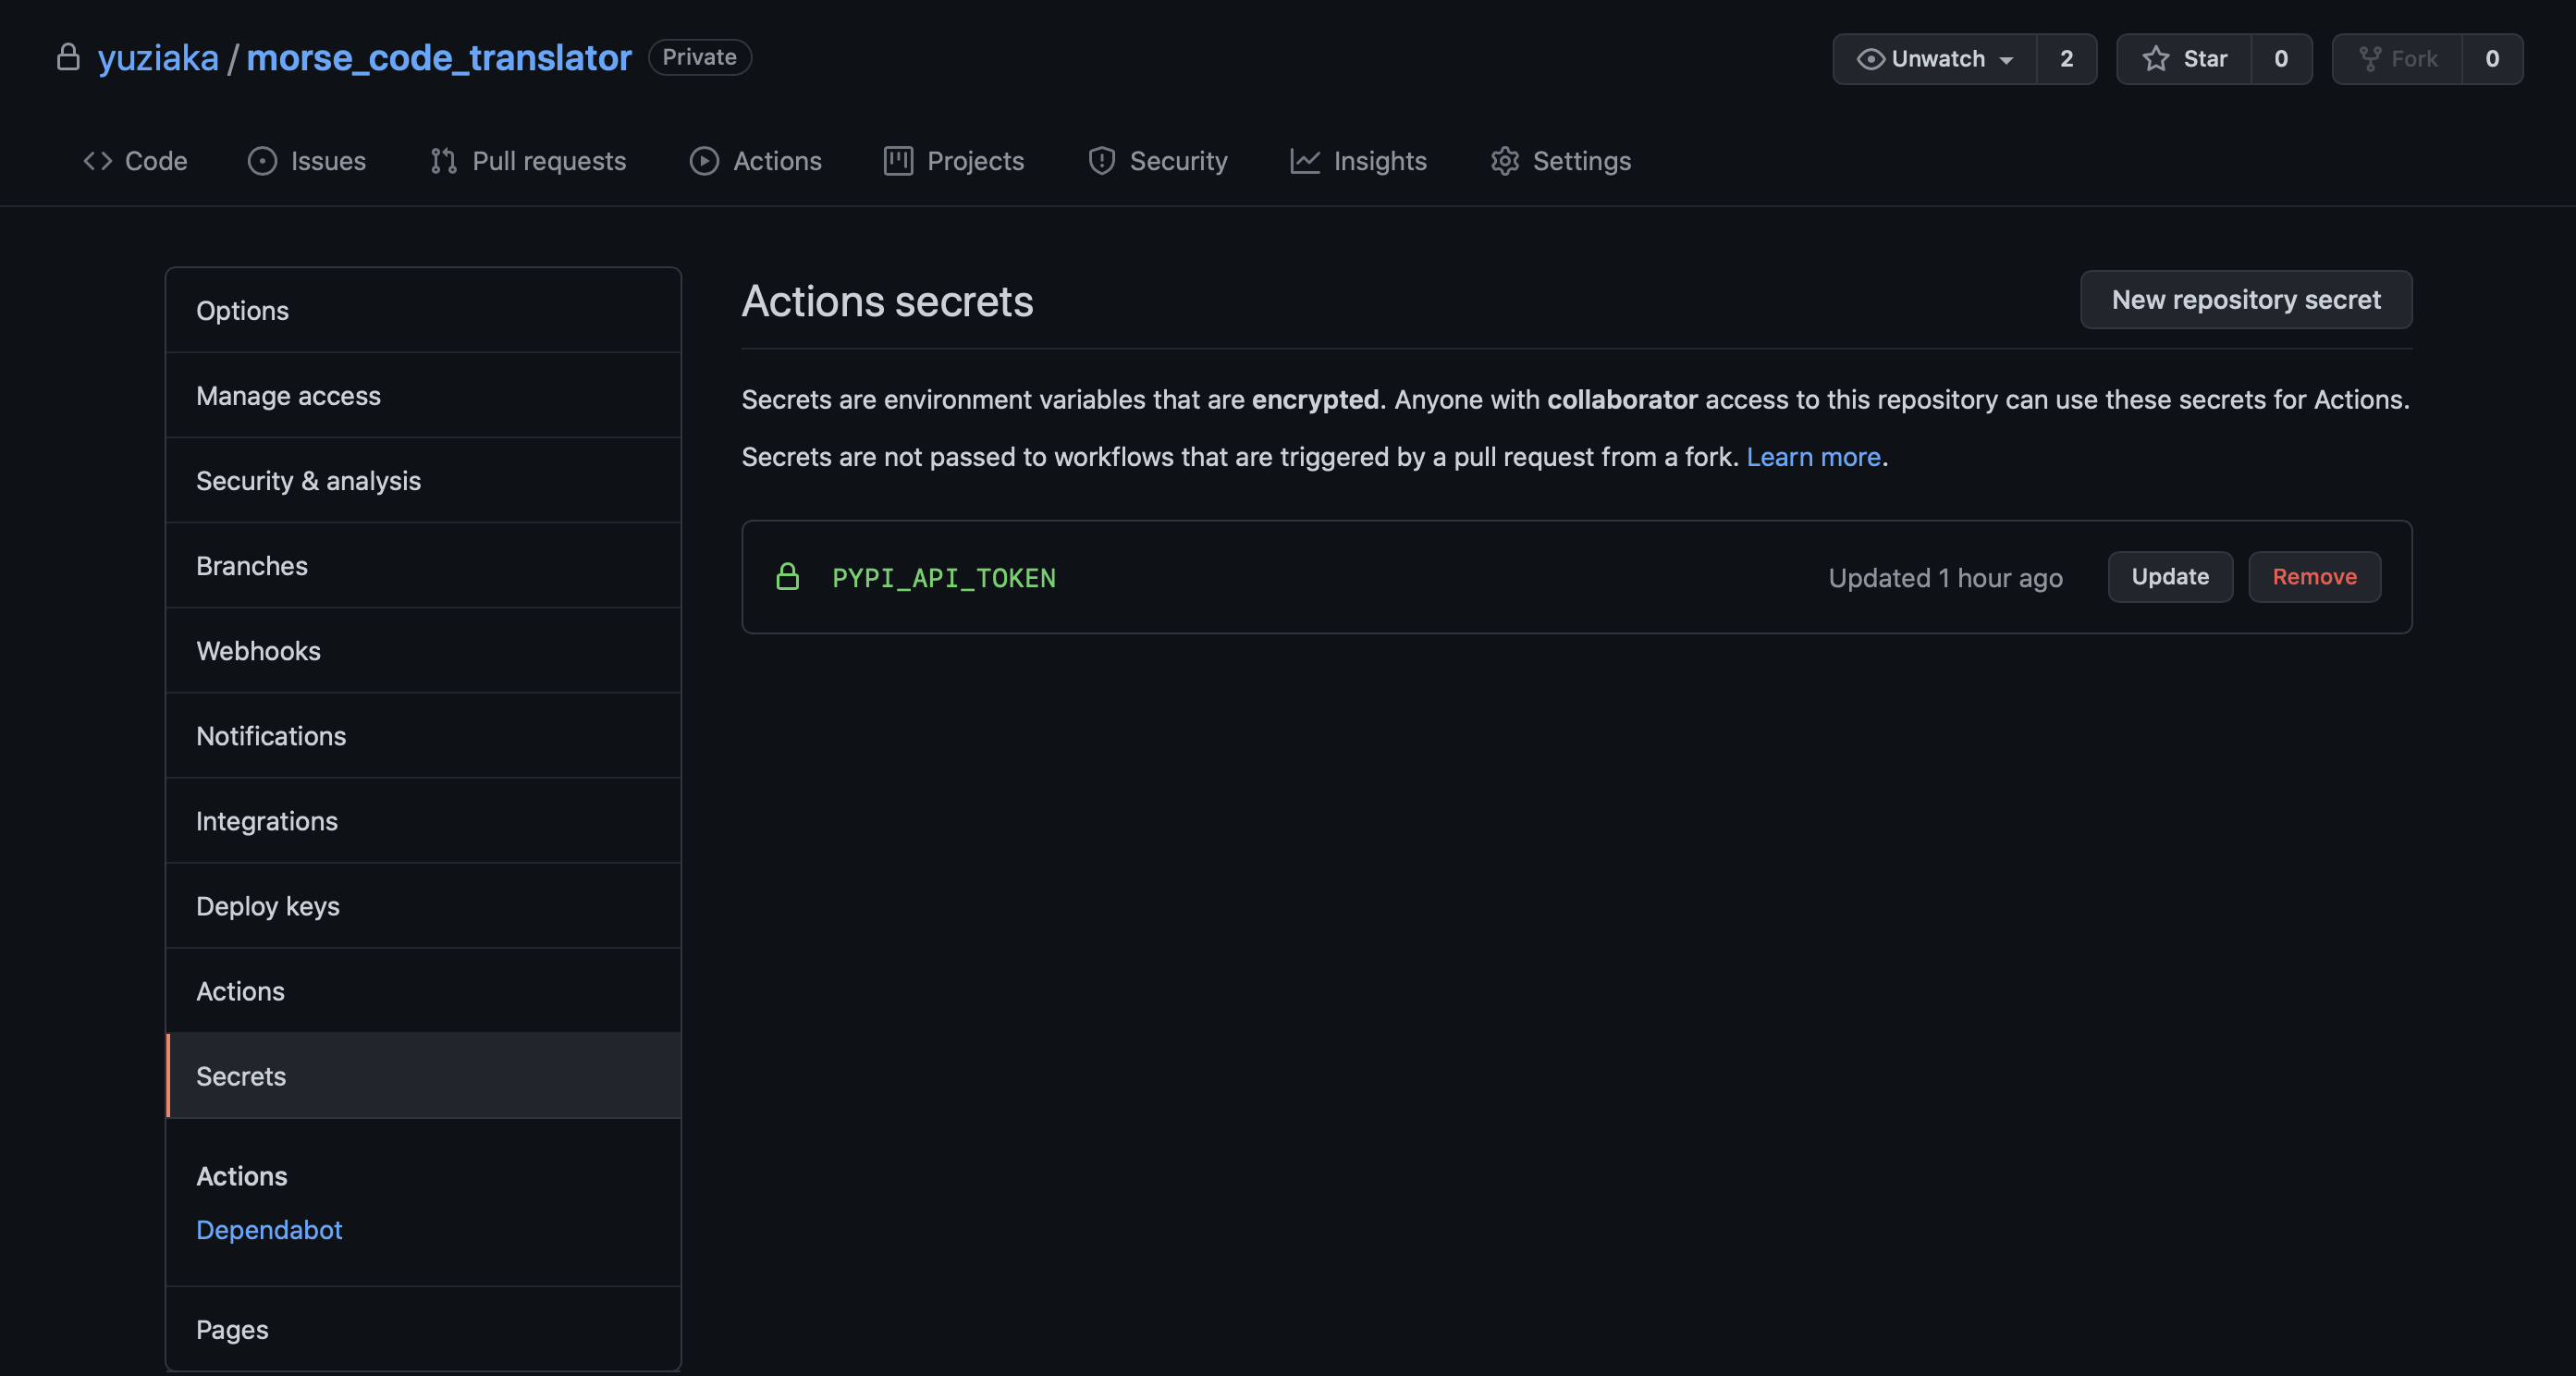 yuziaka / morse_code_translator Private
Unwatch 2 Star 0 Fork 0
Code Issues Pull requests Actions Projects Security Insights Settings
Options
Manage access
Security & analysis
Branches
Webhooks
Notifications
Integrations
Deploy keys
Actions
Secrets
Actions
Dependabot
Pages
Actions secrets
New repository secret
Secrets are environment variables that are encrypted. Anyone with collaborator access to this repository can use these secrets for Actions.
Secrets are not passed to workflows that are triggered by a pull request from a fork. Learn more.
PYPI_API_TOKEN Updated 1 hour ago Update Remove